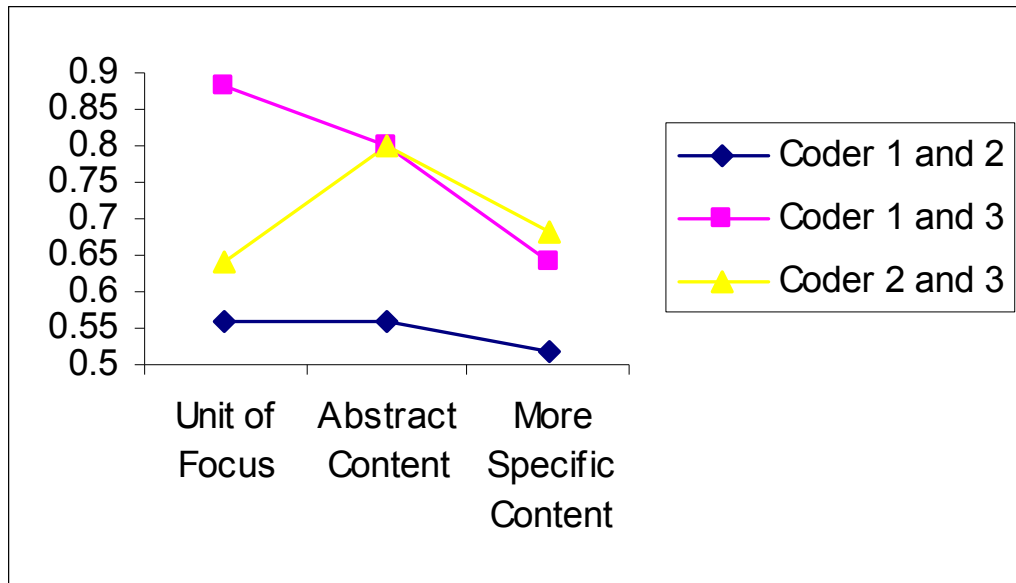 0.9
0.85
0.8
0.75
0.7
0.65
0.6
0.55
0.5
Unit of
Focus
Abstract
Content
More
Specific
Content
Coder 1 and 2
Coder 1 and 3
Coder 2 and 3